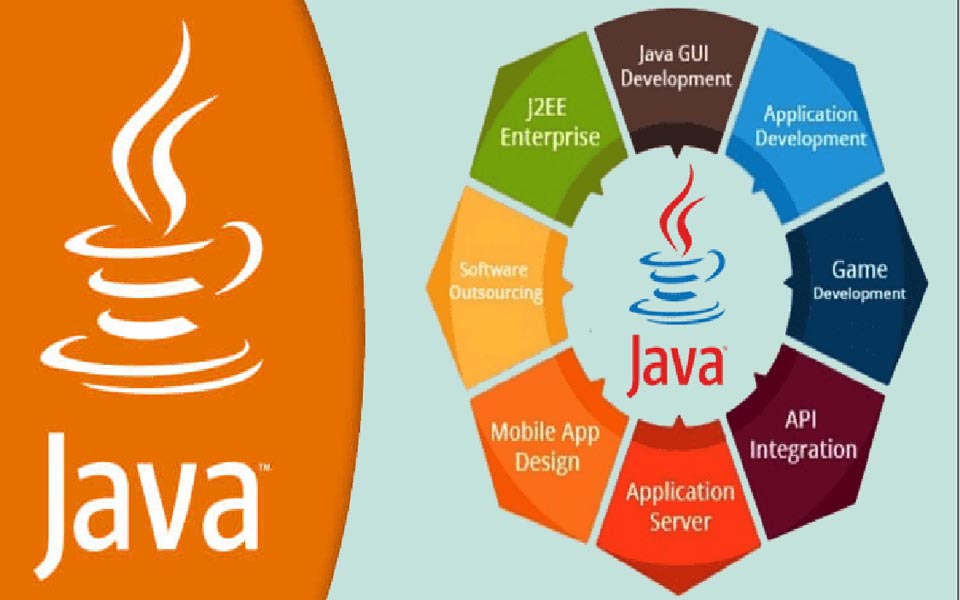 Java™
Java GUI
Development
Application
Development
Game
Development
API
Integration
Application
Server
Mobile App
Design
Software
Outsourcing
J2EE
Enterprise
Java